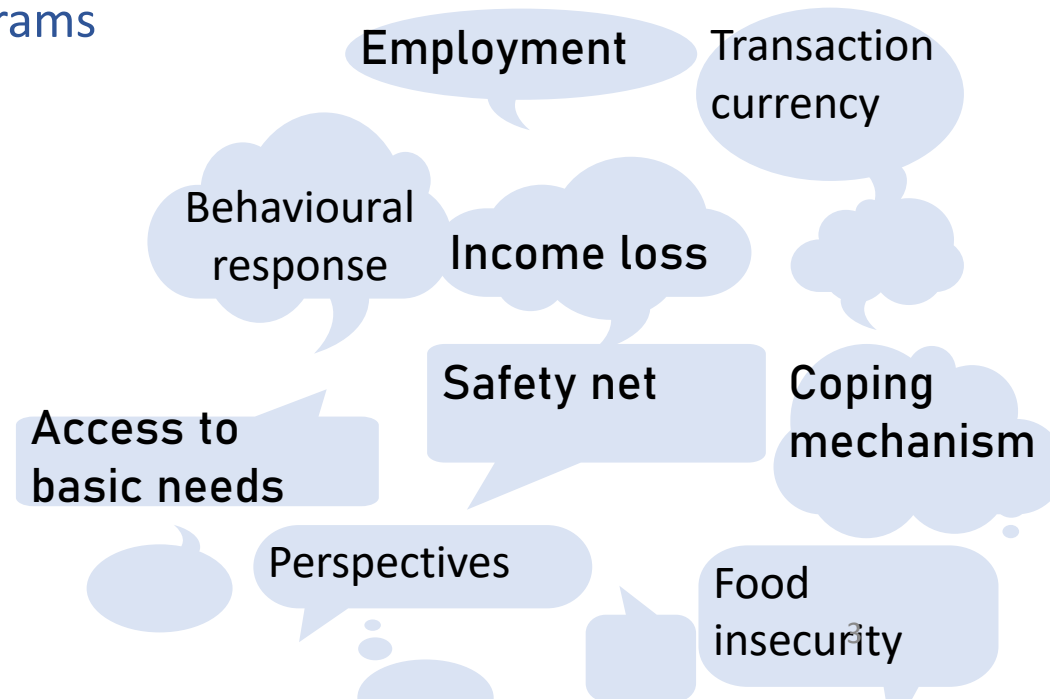 rams
Employment
Transaction
currency
Behavioural
response
Income loss
Safety net
Coping
mechanism
Access to
basic needs
Perspectives
Food
insecurity
3